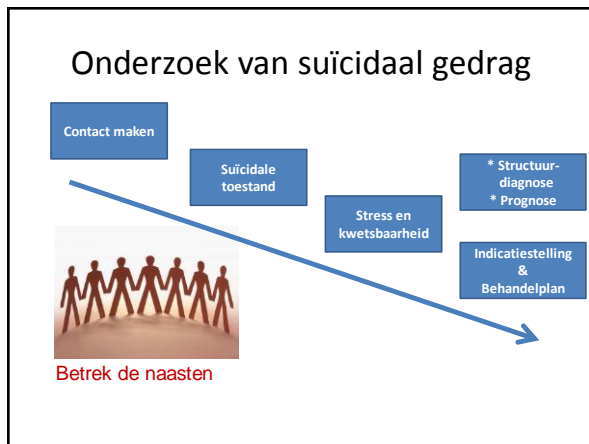 Onderzoek van suïcidaal gedrag
Contact maken
Suïcidale
toestand
Stress en
kwetsbaarheid
* Structuur-
diagnose
* Prognose
Indicatiestelling
&
Behandelplan
Betrek de naasten